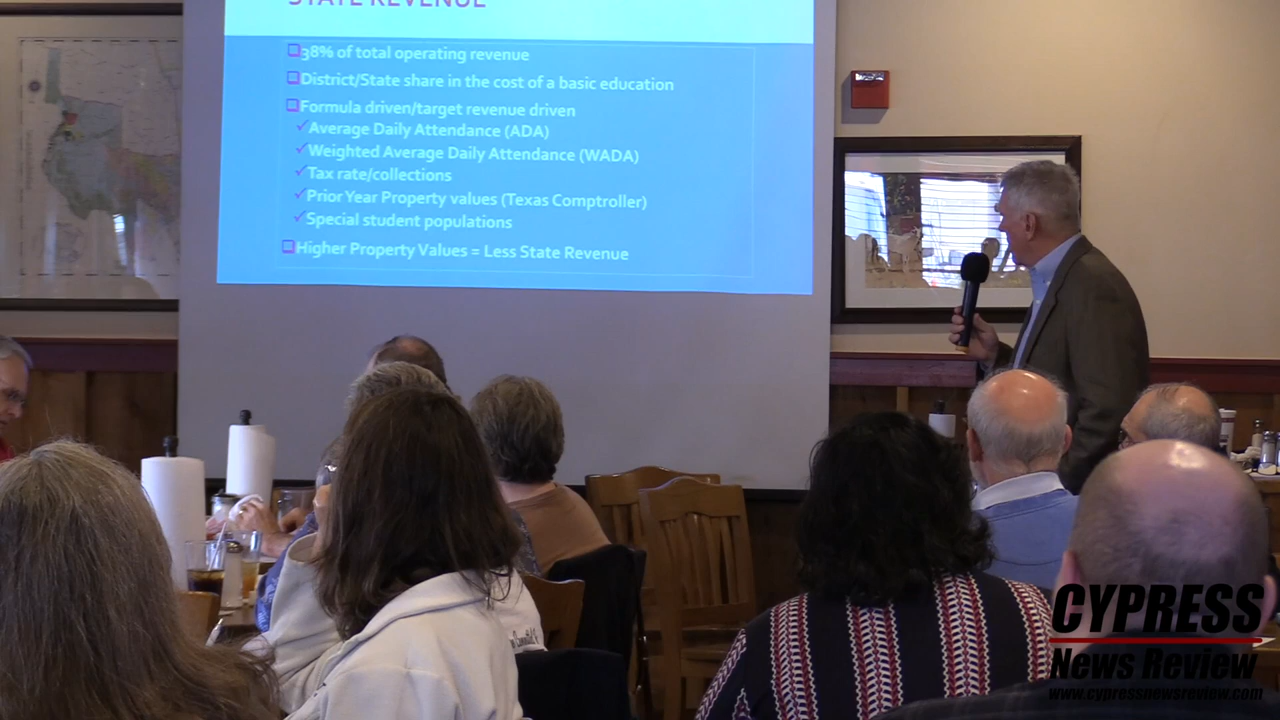 STATE REVENUE
38% of total operating revenue
District/State share in the cost of a basic education
Formula driven/target revenue driven
Average Daily Attendance (ADA)
Weighted Average Daily Attendance (WADA)
Tax rate/collections
Prior Year Property values (Texas Comptroller)
Special student populations
Higher Property Values = Less State Revenue
CYPRESS
News Review
www.cypressnewsreview.com